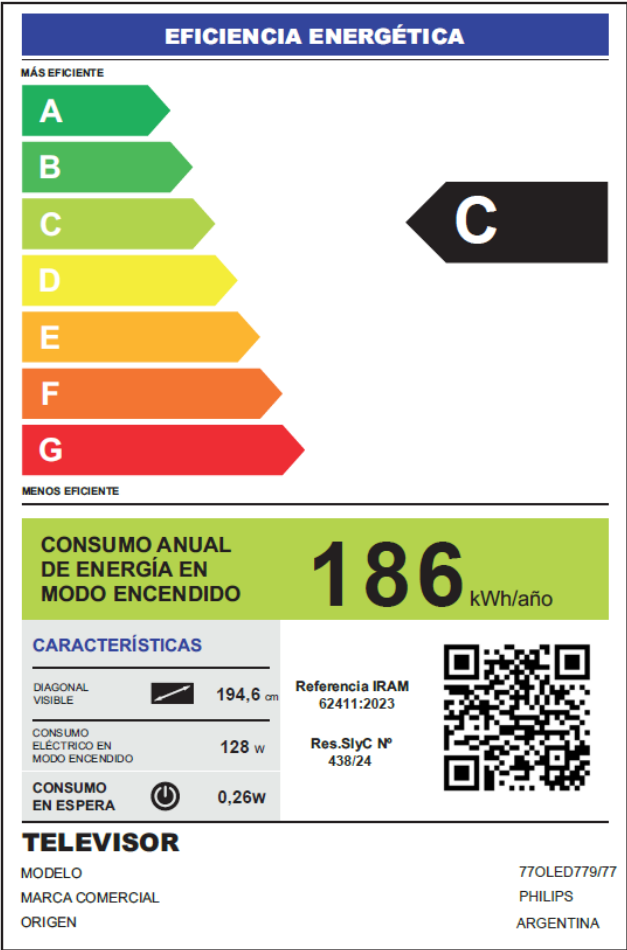 EFICIENCIA ENERGÉTICA
MÁS EFICIENTE
A
B
C
C
D
E
F
G
MENOS EFICIENTE
CONSUMO ANUAL
DE ENERGÍA EN
MODO ENCENDIDO
186 kWh/año
CARACTERÍSTICAS
DIAGONAL
VISIBLE
194,6 cm
CONSUMO
ELÉCTRICO EN
MODO ENCENDIDO
128 w
CONSUMO
EN ESPERA
0,26w
Referencia IRAM
62411:2023
Res.SIyC Nº
438/24
TELEVISOR
MODELO 77OLED779/77
MARCA COMERCIAL PHILIPS
ORIGEN ARGENTINA